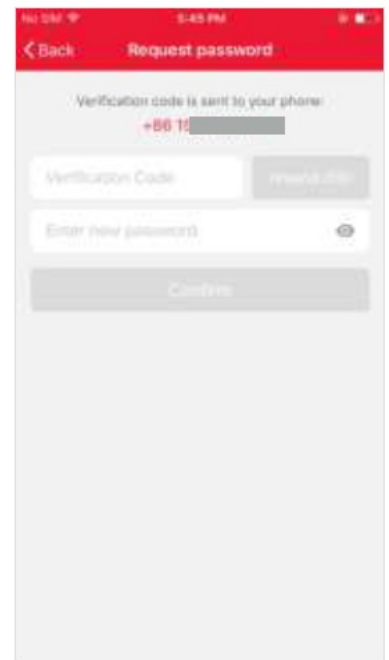 No SIM 5:45 PM
Back Request password
Verification code is sent to your phone:
+86 15
Verification Code
Enter new password
Confirm